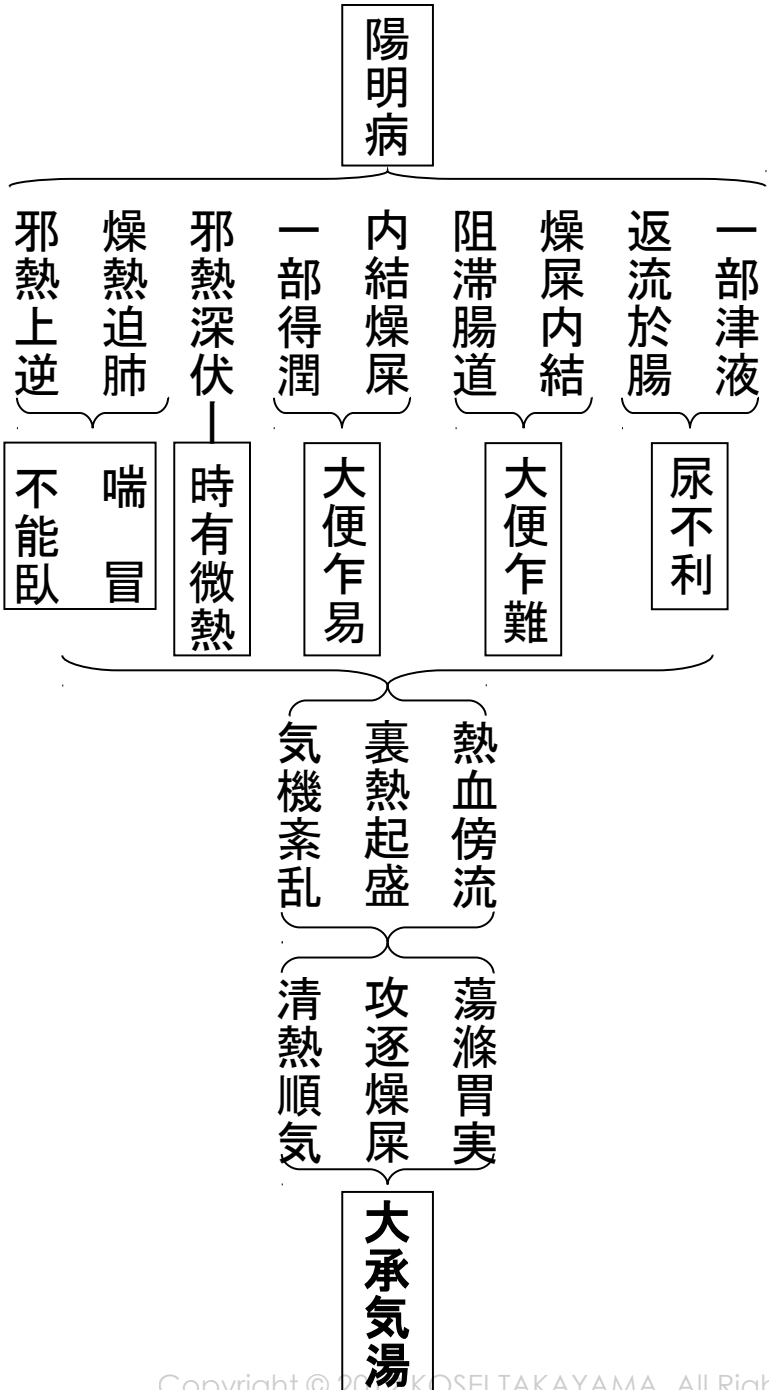 陽明病
一部津液
返流於腸
燥屎内結
阻滞腸道
内結燥屎
一部得潤
邪熱深伏
燥熱迫肺
邪熱上逆
尿不利
大便乍難
大便乍易
時有微熱
喘冒
不能臥
熱血傍流
裏熱起盛
気機紊乱
蕩滌胃実
攻逐燥屎
清熱順気
大承気湯
Copyright © KOSEI TAKAYAMA. All